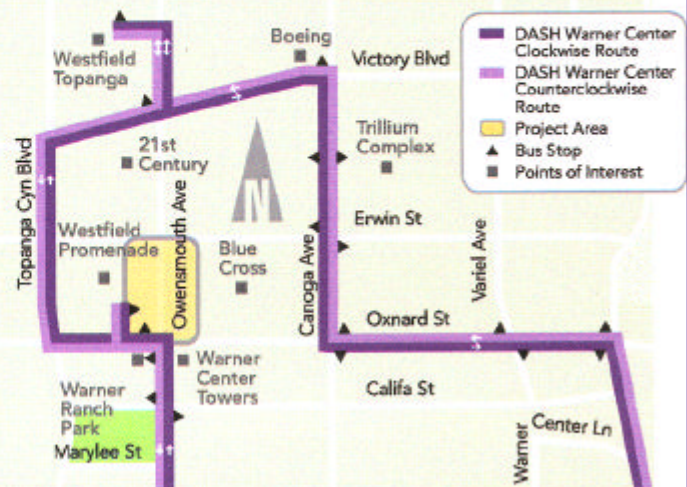 Boeing
Victory Blvd
Westfield
Topanga
DASH Warner Center
Clockwise Route
DASH Warner Center
Counterclockwise
Route
Project Area
Bus Stop
Points of Interest
21st
Century
Trillium
Complex
N
Topanga Cyn Blvd
Owensmouth Ave
Westfield
Promenade
Blue
Cross
Canoga Ave
Erwin St
Variel Ave
Oxnard St
Warner
Center
Towers
Califa St
Warner
Ranch
Park
Marylee St
Center Ln
Warner